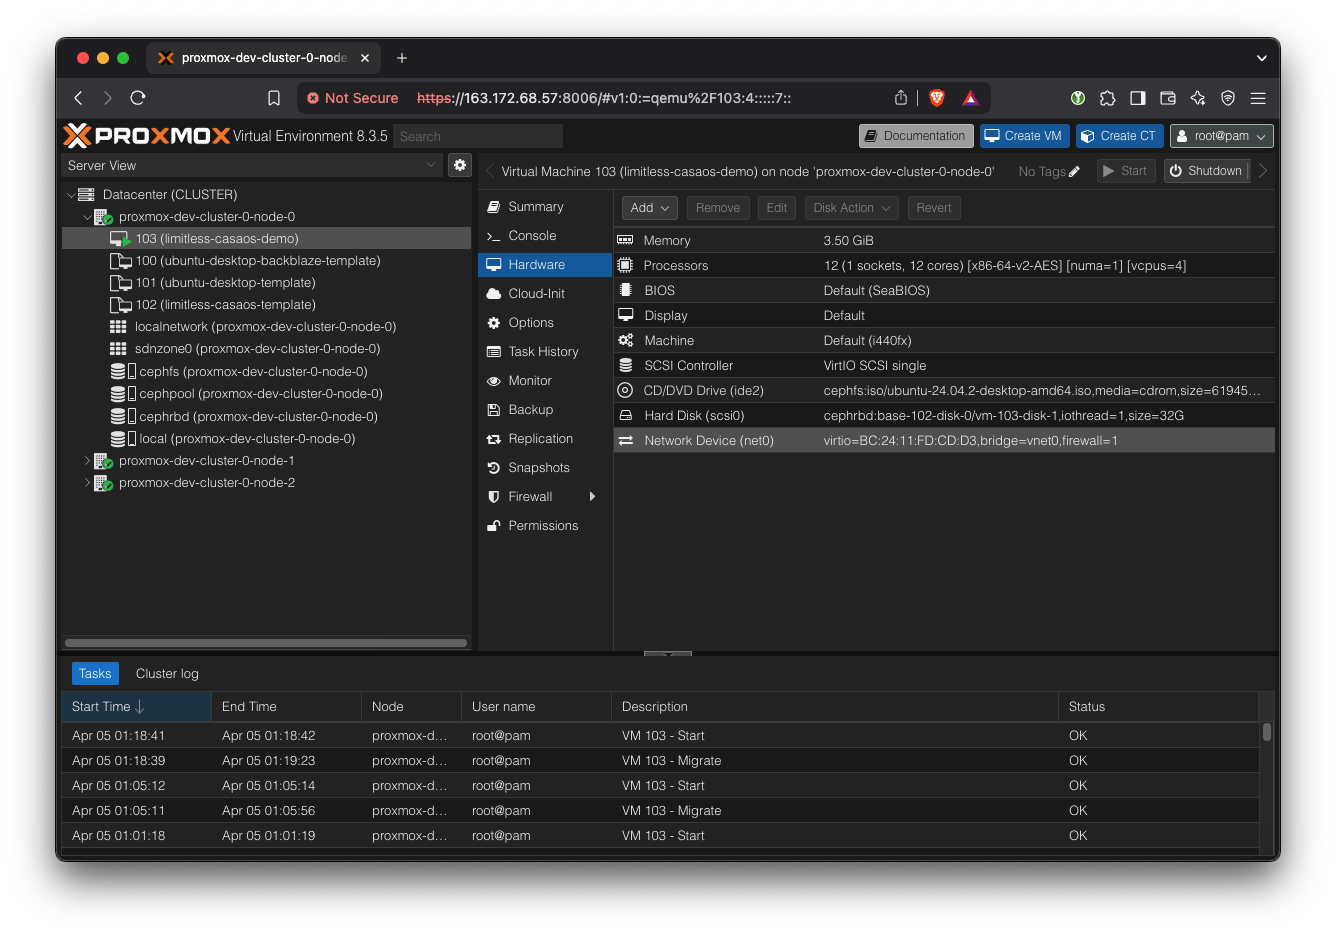 proxmox-dev-cluster-0-node
Not Secure https://163.172.68.57:8006/#v1:0:=qemu%2F103:4:::::7::
PROXMOX Virtual Environment 8.3.5 Search Documentation Create VM Create CT root@pam
Server View
Datacenter (CLUSTER)
proxmox-dev-cluster-0-node-0
103 (limitless-casaos-demo)
100 (ubuntu-desktop-backblaze-template)
101 (ubuntu-desktop-template)
102 (limitless-casaos-template)
localnetwork (proxmox-dev-cluster-0-node-0)
sdnzone0 (proxmox-dev-cluster-0-node-0)
cephfs (proxmox-dev-cluster-0-node-0)
cephpool (proxmox-dev-cluster-0-node-0)
cephrbd (proxmox-dev-cluster-0-node-0)
local (proxmox-dev-cluster-0-node-0)
proxmox-dev-cluster-0-node-1
proxmox-dev-cluster-0-node-2
Virtual Machine 103 (limitless-casaos-demo) on node 'proxmox-dev-cluster-0-node-0' No Tags Start Shutdown
Summary
Console
Hardware
Cloud-Init
Options
Task History
Monitor
Backup
Replication
Snapshots
Firewall
Permissions
Add Remove Edit Disk Action Revert
Memory 3.50 GiB
Processors 12 (1 sockets, 12 cores) [x86-64-v2-AES] [numa=1] [vcpus=4]
BIOS Default (SeaBIOS)
Display Default
Machine Default (i440fx)
SCSI Controller VirtIO SCSI single
CD/DVD Drive (ide2) cephfs:iso/ubuntu-24.04.2-desktop-amd64.iso,media=cdrom,size=61945...
Hard Disk (scsi0) cephrbd:base-102-disk-0/vm-103-disk-1,iothread=1,size=32G
Network Device (net0) virtio=BC:24:11:FD:CD:D3,bridge=vnet0,firewall=1
Tasks Cluster log
Start Time End Time Node User name Description Status
Apr 05 01:18:41 Apr 05 01:18:42 proxmox-d... root@pam VM 103 - Start OK
Apr 05 01:18:39 Apr 05 01:19:23 proxmox-d... root@pam VM 103 - Migrate OK
Apr 05 01:05:12 Apr 05 01:05:14 proxmox-d... root@pam VM 103 - Start OK
Apr 05 01:05:11 Apr 05 01:05:56 proxmox-d... root@pam VM 103 - Migrate OK
Apr 05 01:01:18 Apr 05 01:01:19 proxmox-d... root@pam VM 103 - Start OK